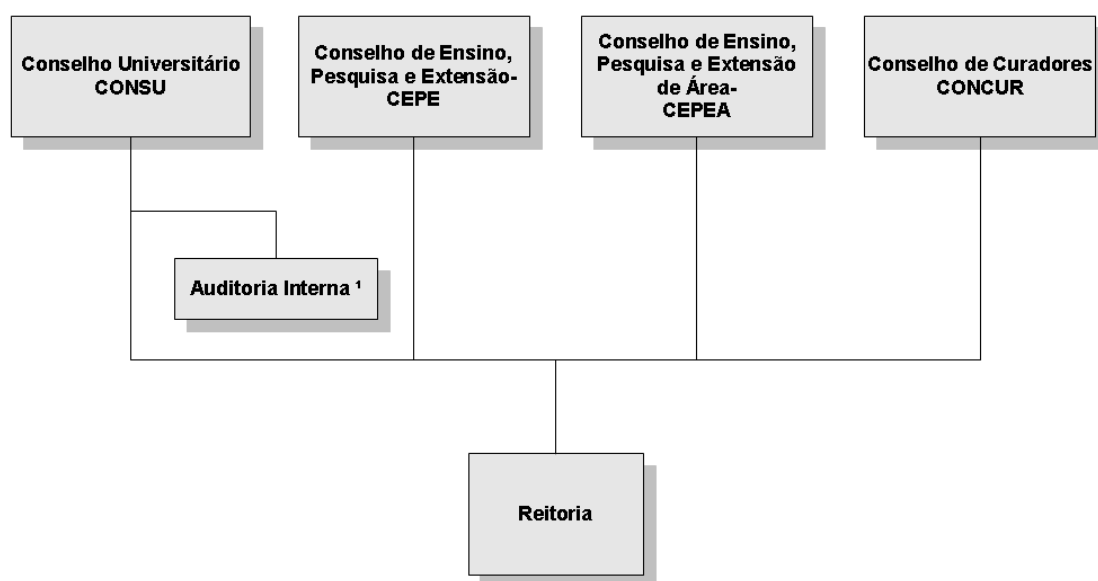 Conselho Universitário
CONSU
Conselho de Ensino,
Pesquisa e Extensão-
CEPE
Conselho de Ensino,
Pesquisa e Extensão
de Área-
CEPEA
Conselho de Curadores
CONCUR
Auditoria Interna ¹
Reitoria